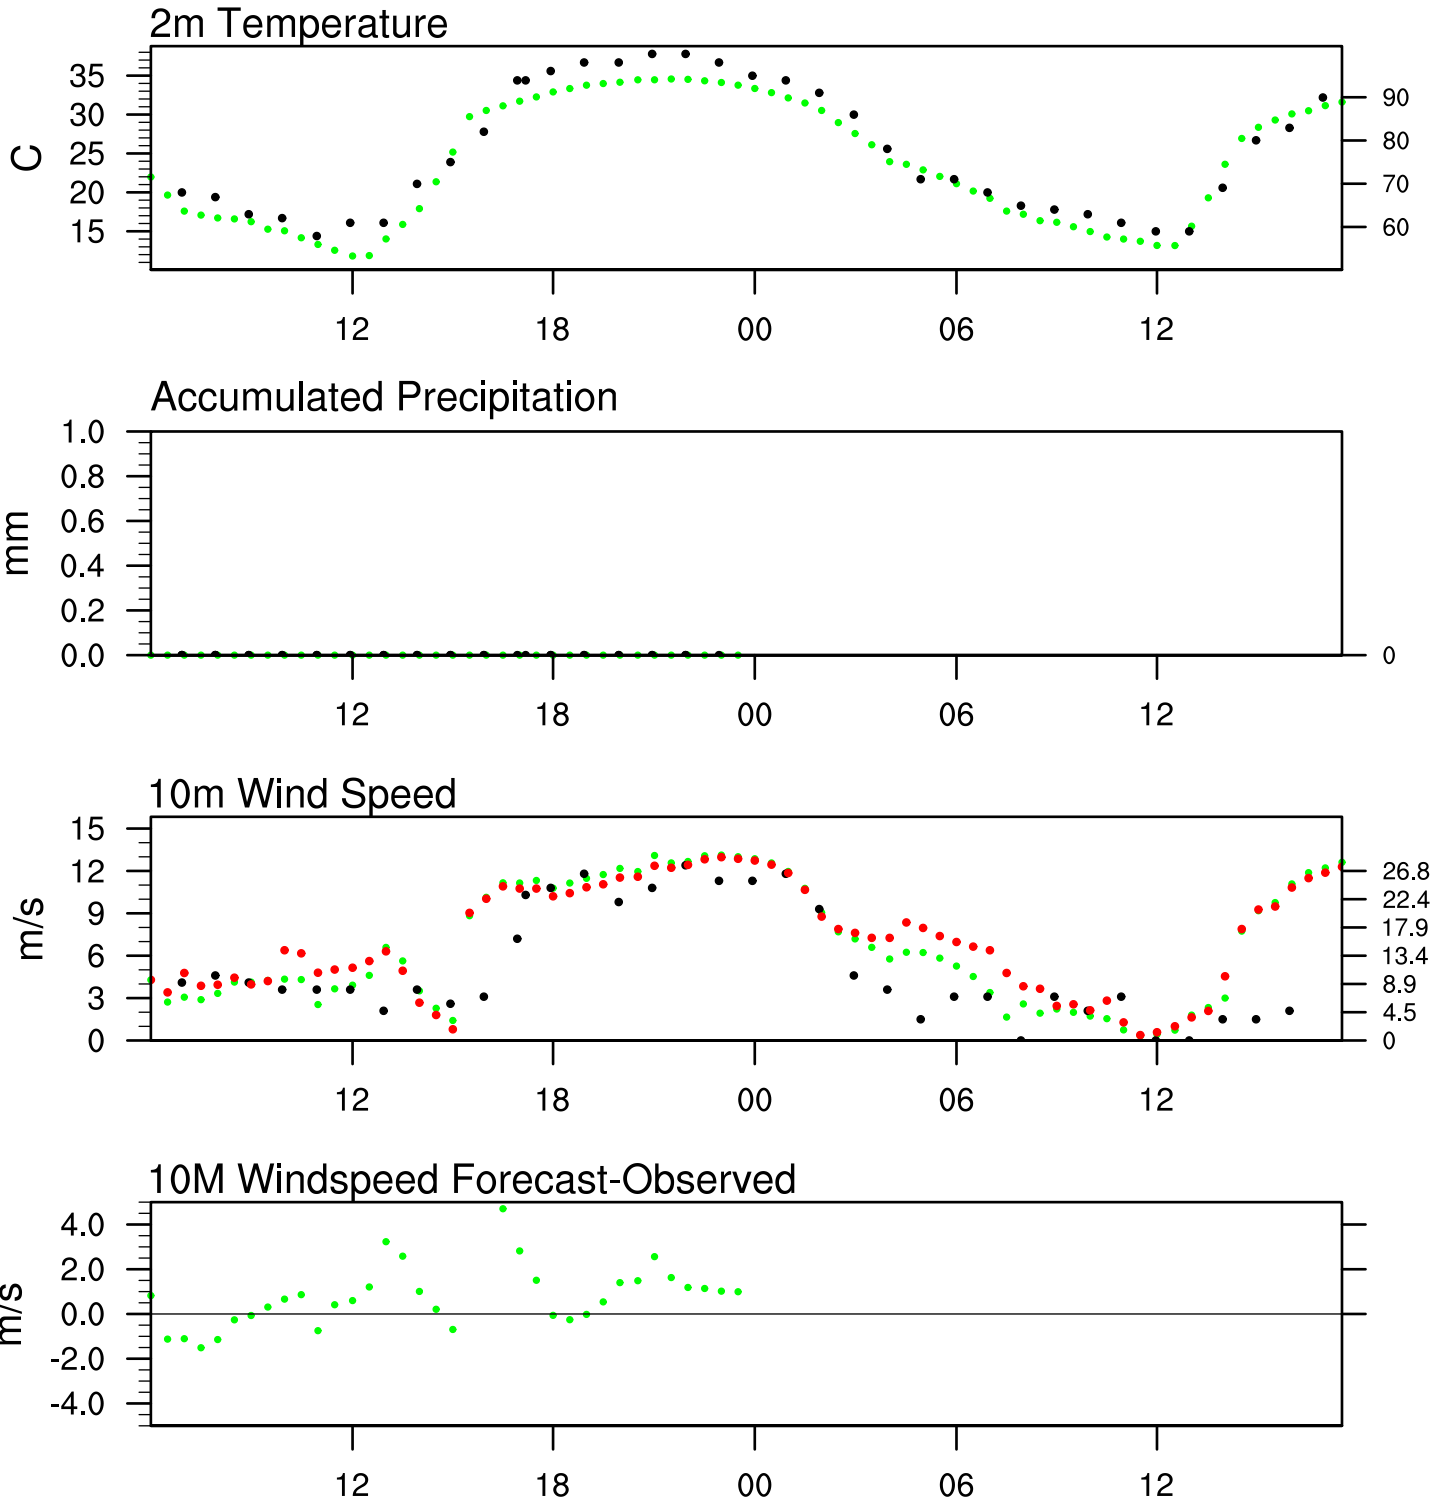 2m Temperature
C
35
30
25
20
15
90
80
70
60
12 18 00 06 12
Accumulated Precipitation
mm
1.0
0.8
0.6
0.4
0.2
0.0
0
12 18 00 06 12
10m Wind Speed
m/s
15
12
9
6
3
0
26.8
22.4
17.9
13.4
8.9
4.5
0
12 18 00 06 12
10M Windspeed Forecast-Observed
m/s
4.0
2.0
0.0
-2.0
-4.0
12 18 00 06 12